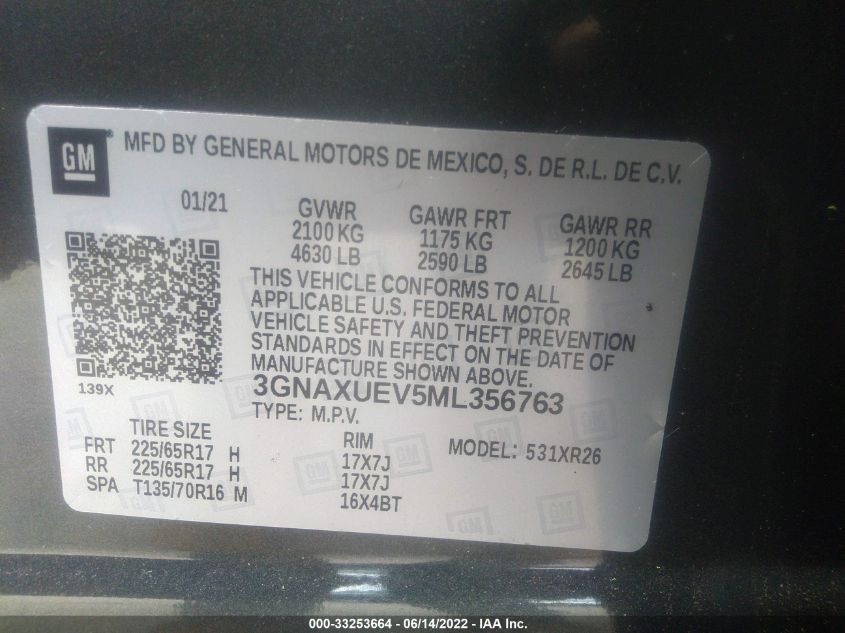 GM
MFD BY GENERAL MOTORS DE MEXICO, S. DE R.L. DE C.V.
01/21 GVWR GAWR FRT GAWR RR
2100 KG 1175 KG 1200 KG
4630 LB 2590 LB 2645 LB
THIS VEHICLE CONFORMS TO ALL
APPLICABLE U.S. FEDERAL MOTOR
VEHICLE SAFETY AND THEFT PREVENTION
STANDARDS IN EFFECT ON THE DATE OF
MANUFACTURE SHOWN ABOVE.
139X
3GNAXUEV5ML356763
TYPE: M.P.V.
TIRE SIZE RIM MODEL: 531XR26
FRT 225/65R17 H 17X7J
RR 225/65R17 H 17X7J
SPA T135/70R16 M 16X4BT
000-33253664 - 06/14/2022 - IAA Inc.